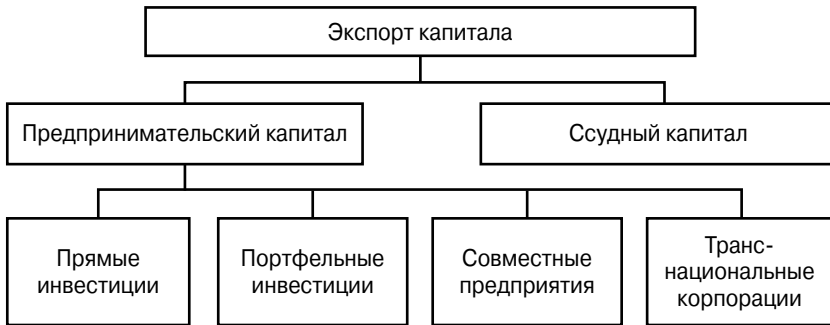 Экспорт капитала
Предпринимательский капитал
Ссудный капитал
Прямые
инвестиции
Портфельные
инвестиции
Совместные
предприятия
Транс-
национальные
корпорации